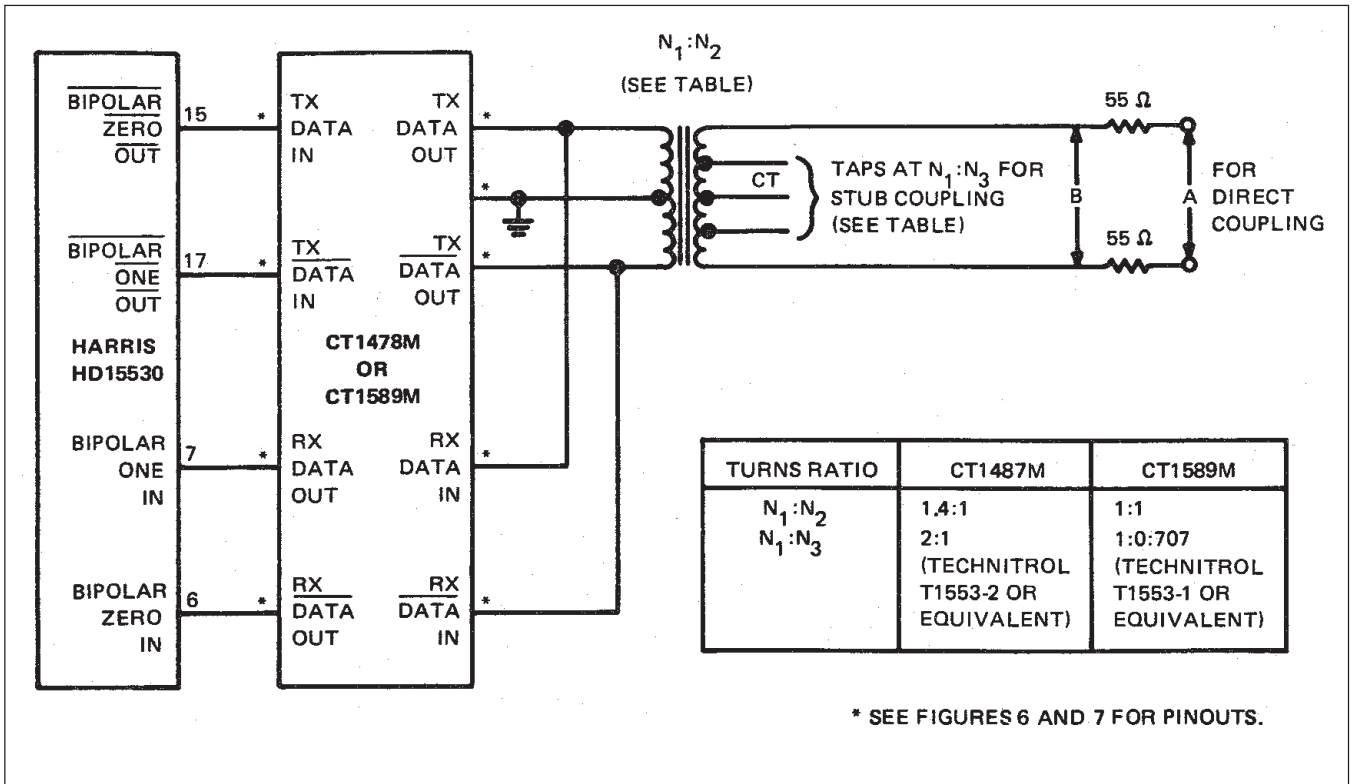 N1:N2
(SEE TABLE)
BIPOLAR
ZERO
OUT
15
*
TX
DATA
IN
TX
DATA
OUT
*
*
BIPOLAR
ONE
OUT
17
*
TX
DATA
IN
TX
DATA
OUT
*
HARRIS
HD15530
CT1478M
OR
CT1589M
BIPOLAR
ONE
IN
7
*
RX
DATA
OUT
RX
DATA
IN
*
BIPOLAR
ZERO
IN
6
*
RX
DATA
OUT
RX
DATA
IN
*
CT
TAPS AT N1:N3 FOR
STUB COUPLING
(SEE TABLE)
B
55 Ω
55 Ω
A
FOR
DIRECT
COUPLING
TURNS RATIO CT1487M CT1589M
N1:N2 1.4:1 1:1
N1:N3 2:1 1:0:707
(TECHNITROL (TECHNITROL
T1553-2 OR T1553-1 OR
EQUIVALENT) EQUIVALENT)
* SEE FIGURES 6 AND 7 FOR PINOUTS.